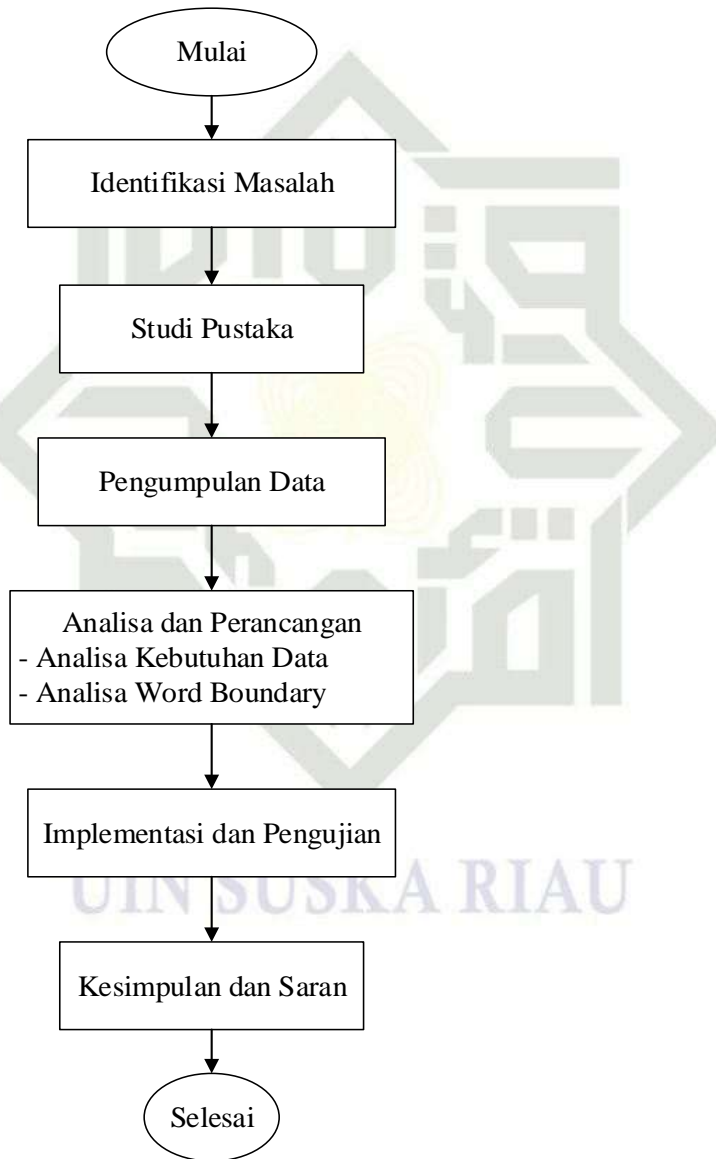 Mulai
Identifikasi Masalah
Studi Pustaka
Pengumpulan Data
Analisa dan Perancangan
- Analisa Kebutuhan Data
- Analisa Word Boundary
Implementasi dan Pengujian
UIN SUSKA RIAU
Kesimpulan dan Saran
Selesai